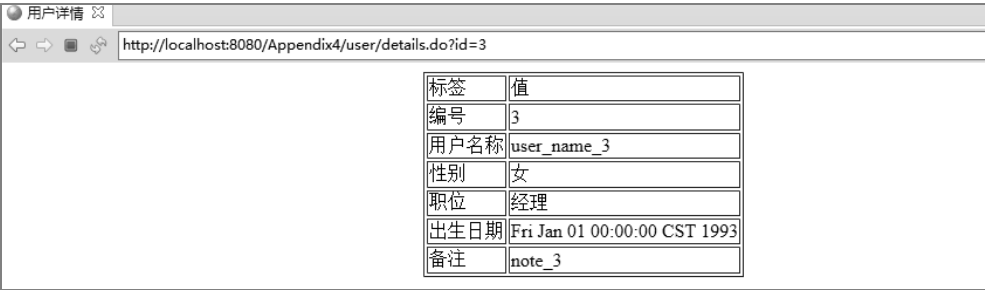 用户详情
http://localhost:8080/Appendix4/user/details.do?id=3
标签 值
编号 3
用户名称 user_name_3
性别 女
职位 经理
出生日期 Fri Jan 01 00:00:00 CST 1993
备注 note_3